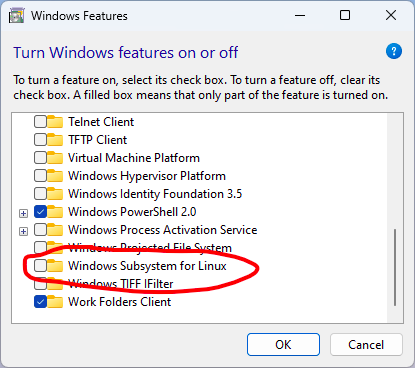 Windows Features
Turn Windows features on or off
?
To turn a feature on, select its check box. To turn a feature off, clear its
check box. A filled box means that only part of the feature is turned on.
Telnet Client
TFTP Client
Virtual Machine Platform
Windows Hypervisor Platform
Windows Identity Foundation 3.5
Windows PowerShell 2.0
Windows Process Activation Service
Windows Projected File System
Windows Subsystem for Linux
Windows TIFF IFilter
Work Folders Client
OK
Cancel